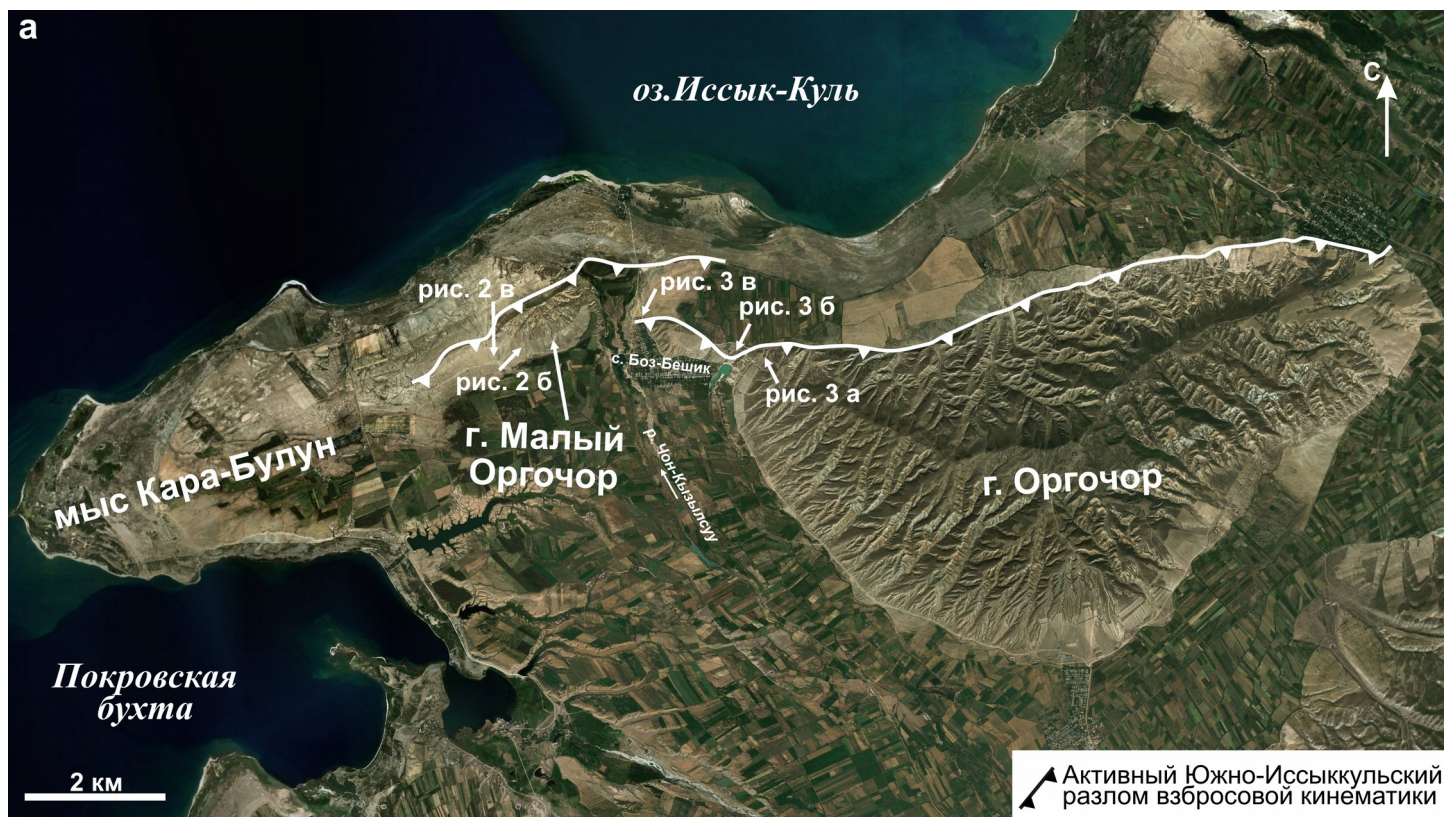 а
оз.Иссык-Куль
С
рис. 2 в
рис. 3 в
рис. 3 б
с. Боз-Бешик
рис. 2 б
рис. 3 а
г. Малый
Оргочор
р. Чон-Кызылсуу
мыс Кара-Булун
г. Оргочор
Покровская
бухта
2 км
Активный Южно-Иссыккульский
разлом взбросовой кинематики